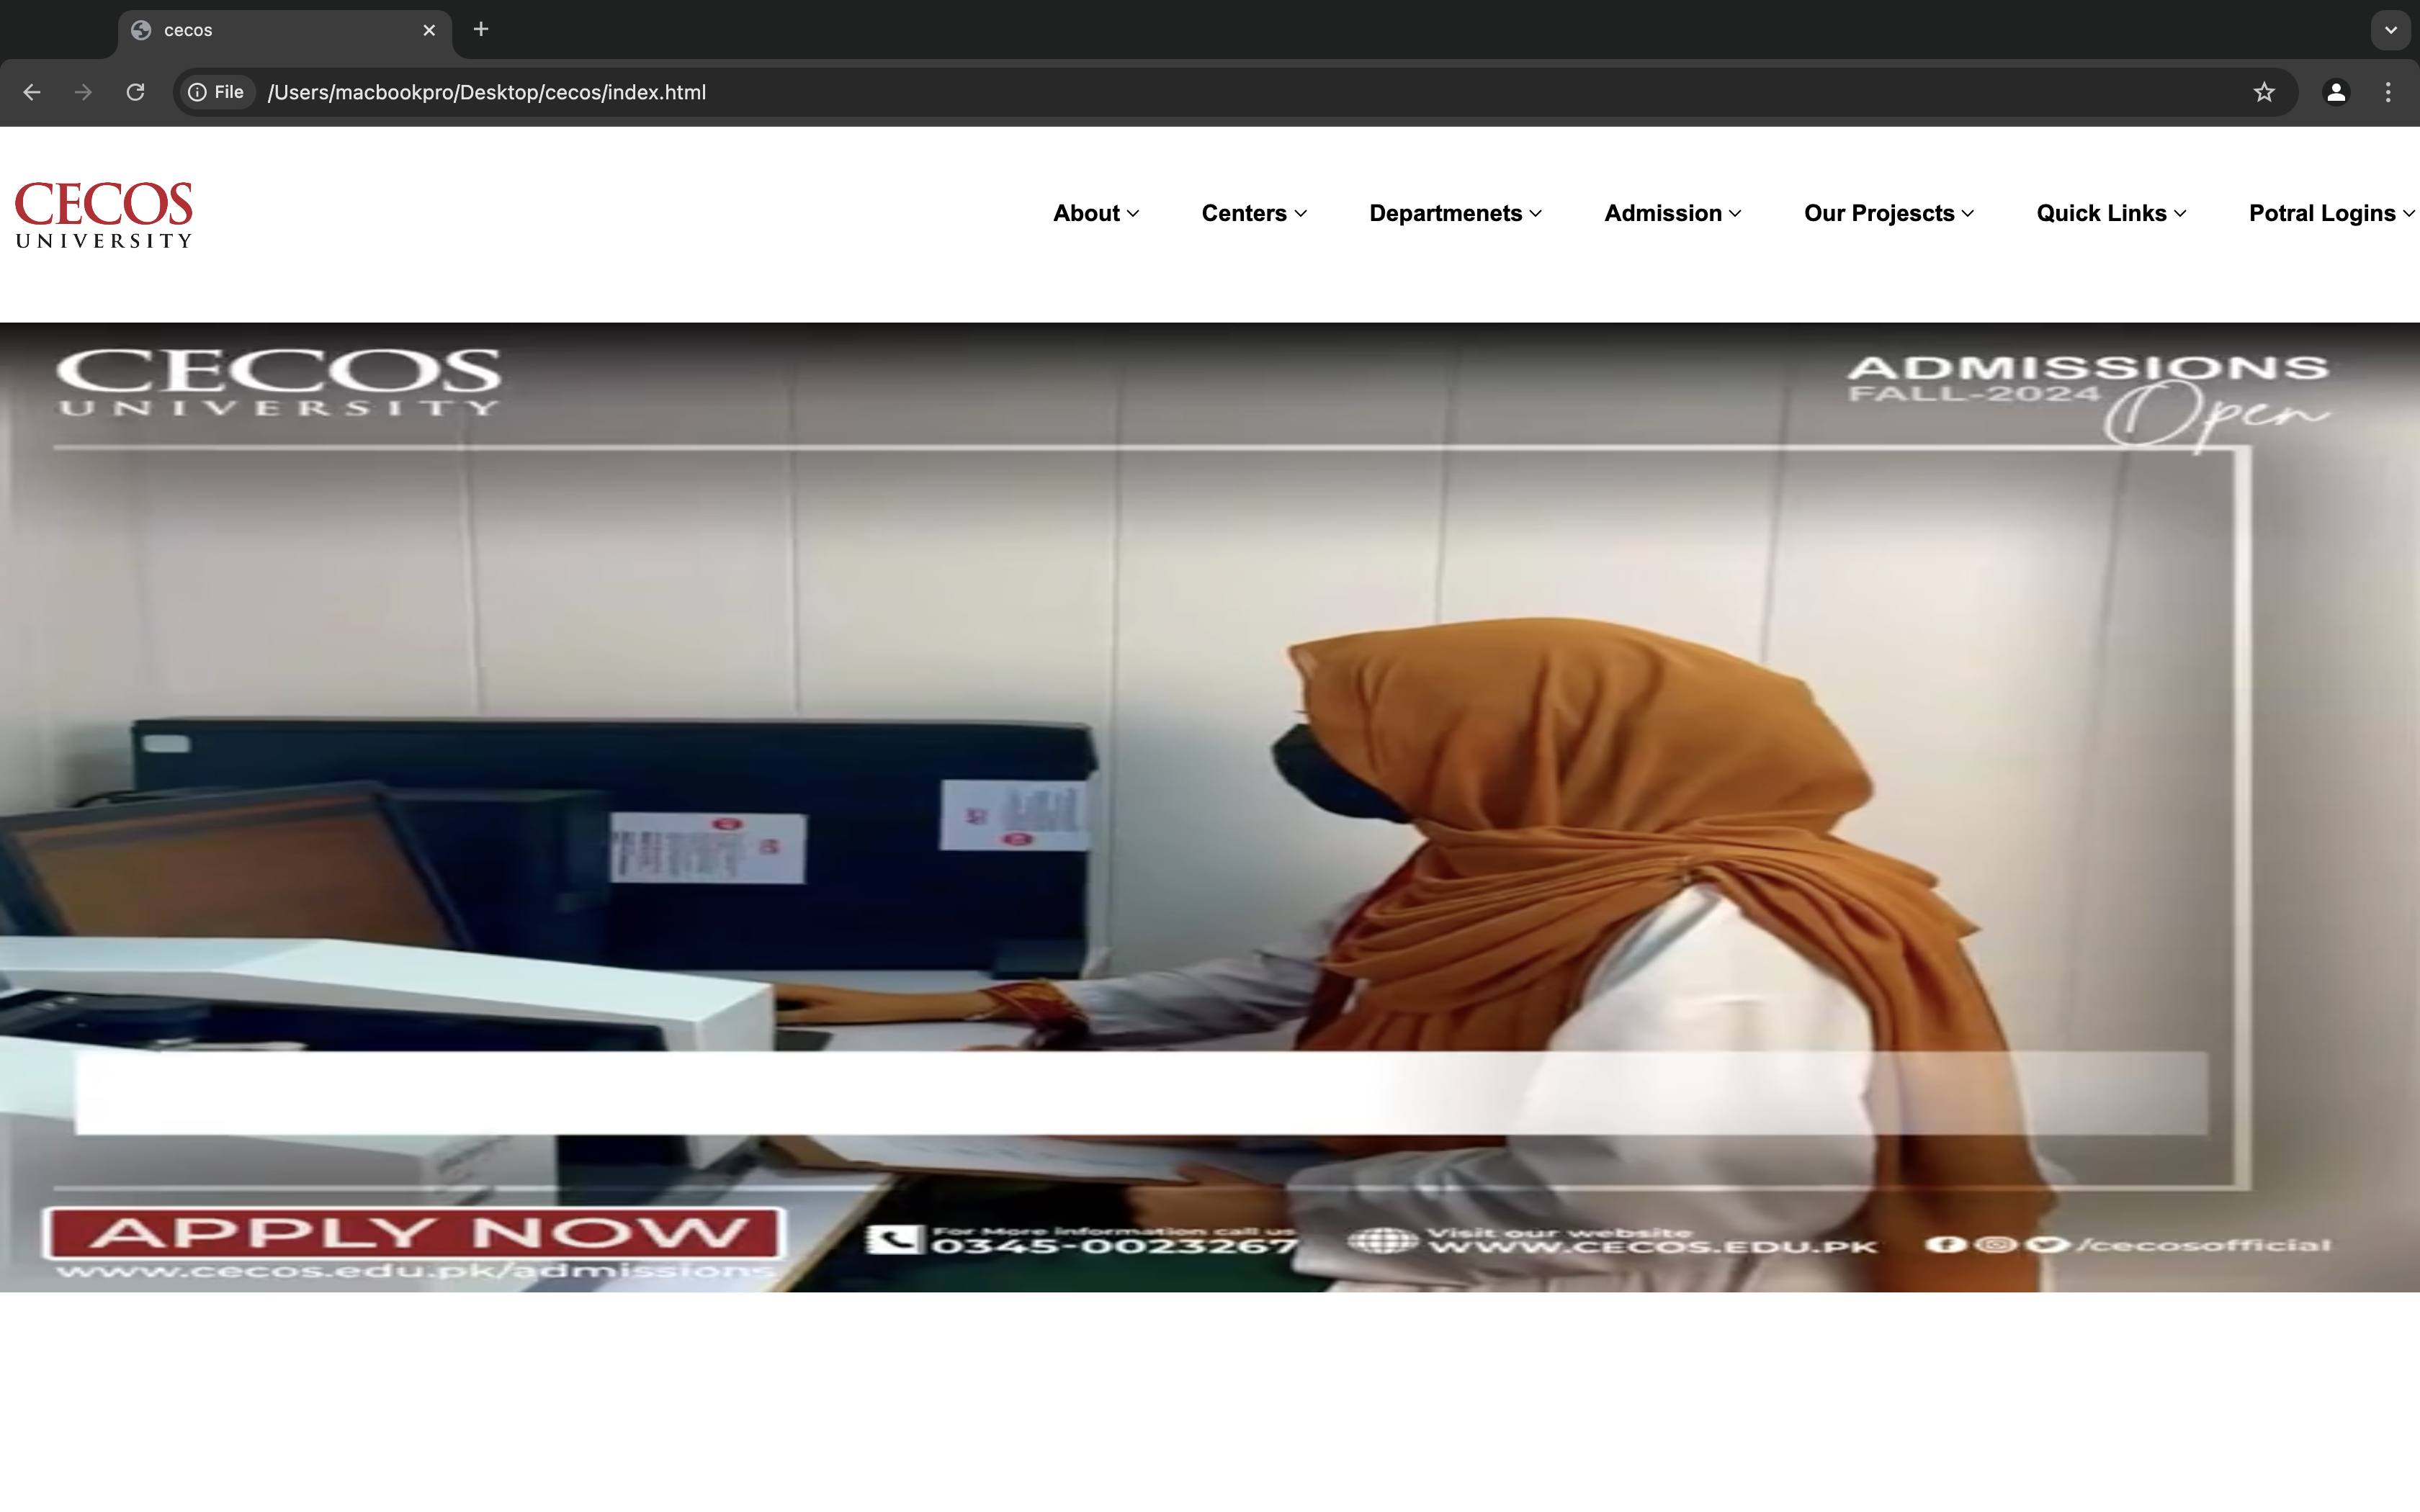 cecos
File /Users/macbookpro/Desktop/cecos/index.html
CECOS
UNIVERSITY
About Centers Departmenets Admission Our Projescts Quick Links Potral Logins
CECOS
UNIVERSITY
ADMISSIONS
FALL-2024
Open
APPLY NOW
www.cecos.edu.pk/admissions
For More information call us
0345-0023267
Visit our website
WWW.CECOS.EDU.PK
/cecosofficial